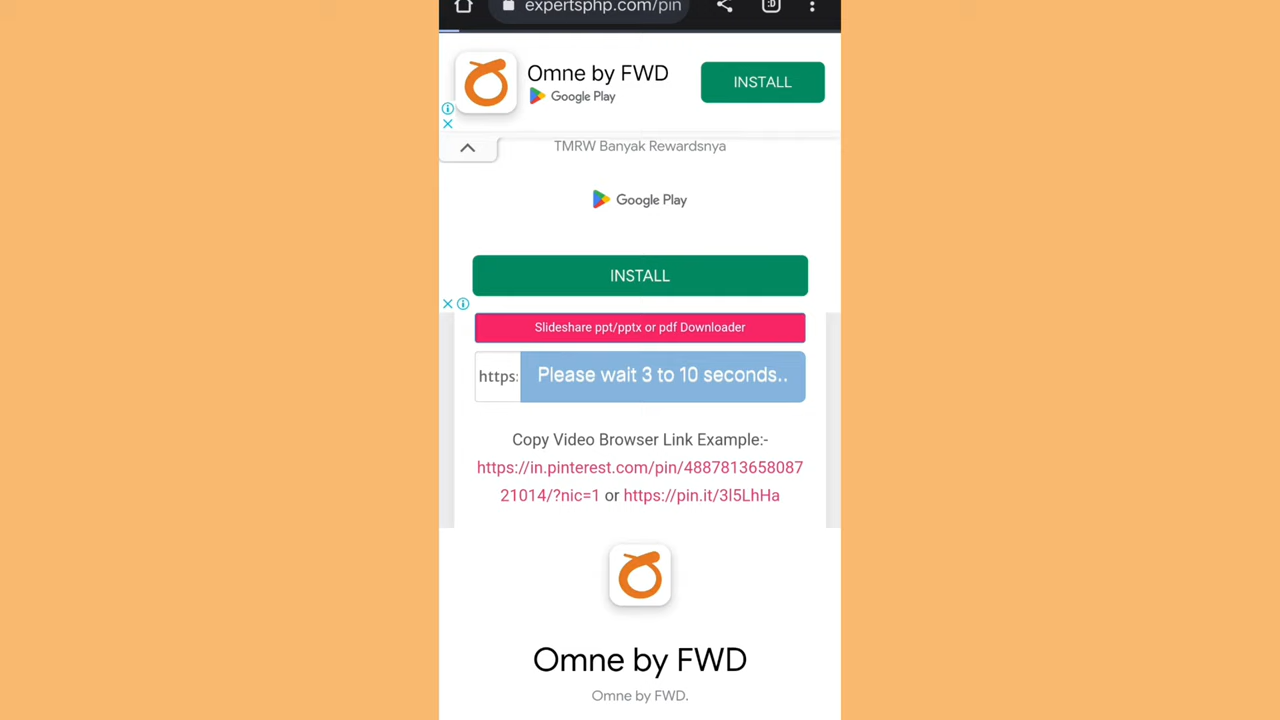 expertsphp.com/pin
:D
Omne by FWD
Google Play
INSTALL
TMRW Banyak Rewardsnya
Google Play
INSTALL
Slideshare ppt/pptx or pdf Downloader
https: Please wait 3 to 10 seconds..
Copy Video Browser Link Example:-
https://in.pinterest.com/pin/4887813658087
21014/?nic=1 or https://pin.it/3l5LhHa
Omne by FWD
Omne by FWD.